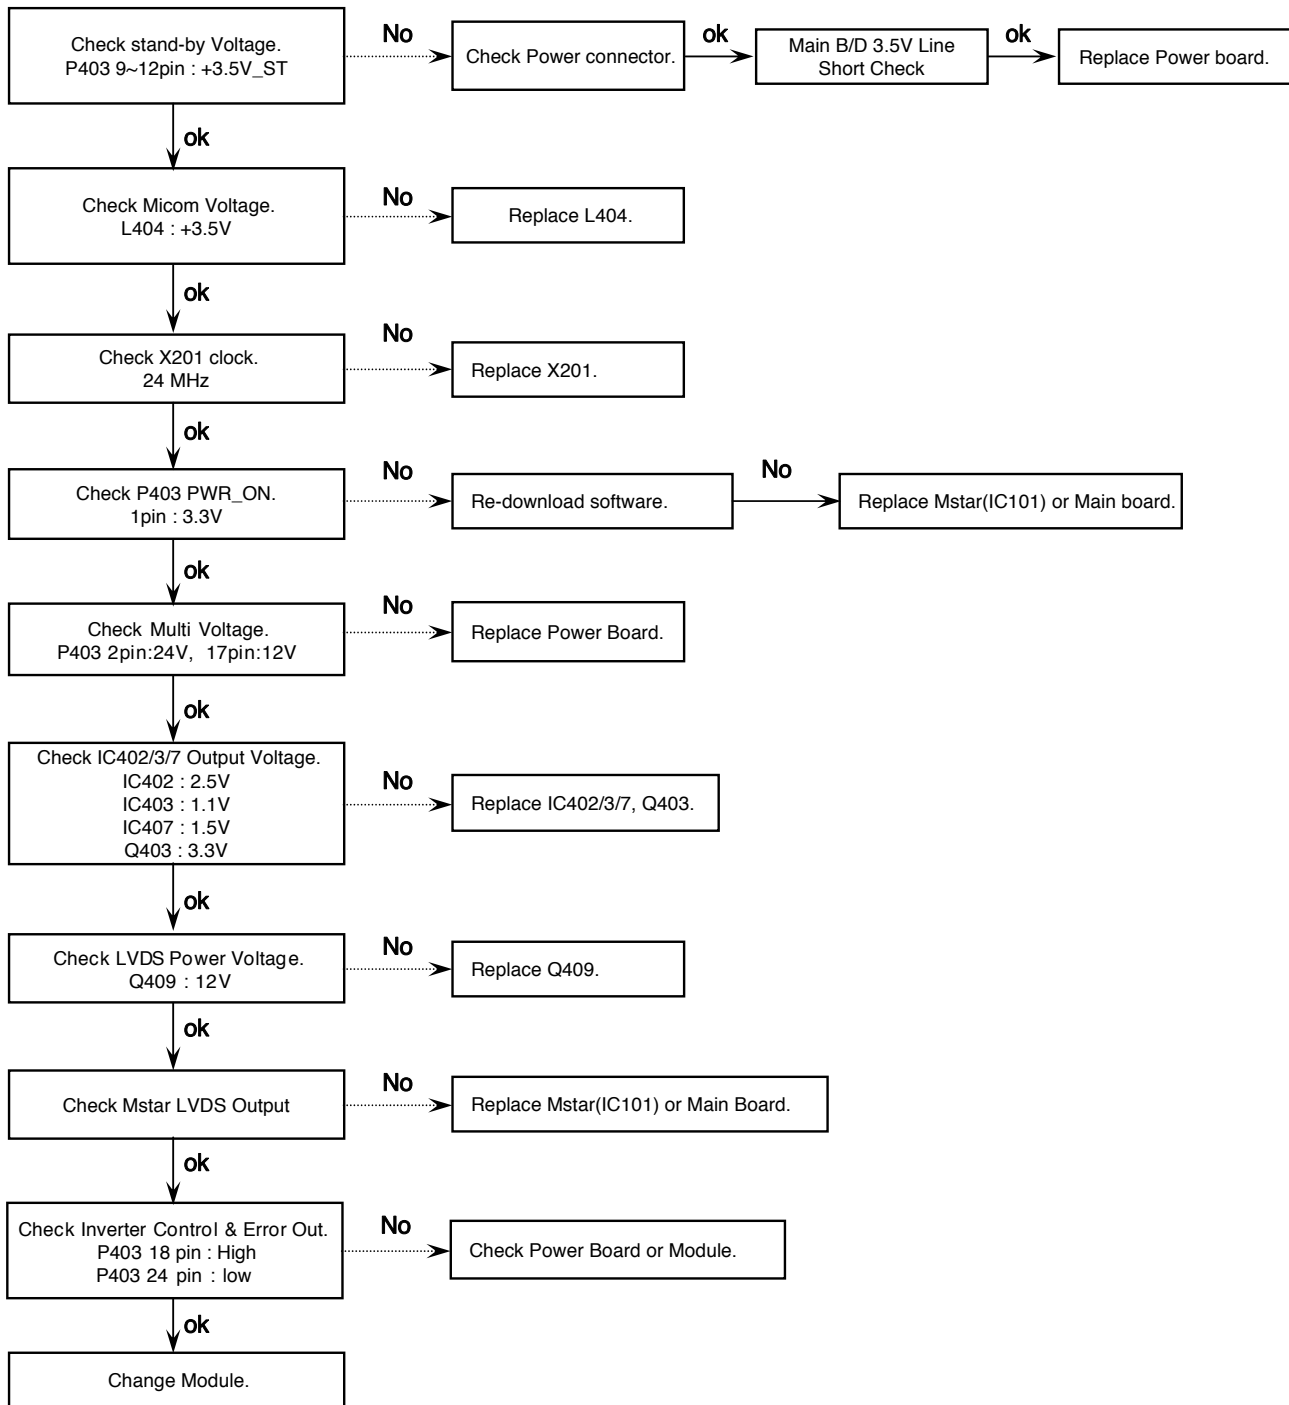 Check stand-by Voltage.
P403 9~12pin : +3.5V_ST
No
Check Power connector.
ok
Main B/D 3.5V Line
Short Check
ok
Replace Power board.
ok
Check Micom Voltage.
L404 : +3.5V
No
Replace L404.
ok
Check X201 clock.
24 MHz
No
Replace X201.
ok
Check P403 PWR_ON.
1pin : 3.3V
No
Re-download software.
No
Replace Mstar(IC101) or Main board.
ok
Check Multi Voltage.
P403 2pin:24V, 17pin:12V
No
Replace Power Board.
ok
Check IC402/3/7 Output Voltage.
IC402 : 2.5V
IC403 : 1.1V
IC407 : 1.5V
Q403 : 3.3V
No
Replace IC402/3/7, Q403.
ok
Check LVDS Power Voltage.
Q409 : 12V
No
Replace Q409.
ok
Check Mstar LVDS Output
No
Replace Mstar(IC101) or Main Board.
ok
Check Inverter Control & Error Out.
P403 18 pin : High
P403 24 pin : low
No
Check Power Board or Module.
ok
Change Module.